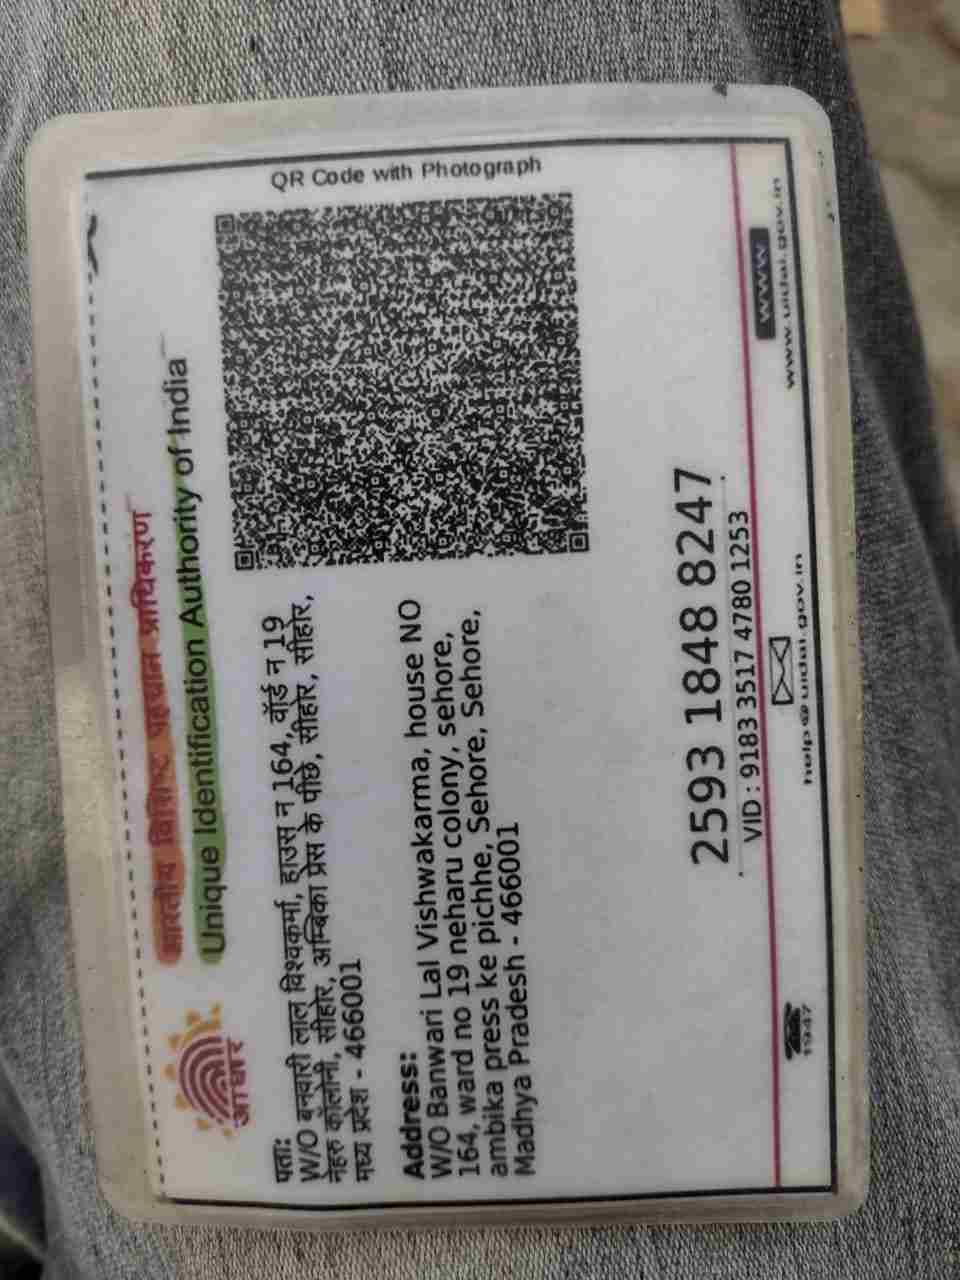 भारतीय विशिष्ट पहचान प्राधिकरण
Unique Identification Authority of India
आधार
QR Code with Photograph
पता:
W/O बनवारी लाल विश्वकर्मा, हाउस न 164, वॉर्ड न 19
नेहरु कॉलोनी, सीहोर, अम्बिका प्रेस के पीछे, सीहोर, सीहोर,
मध्य प्रदेश - 466001
Address:
W/O Banwari Lal Vishwakarma, house NO
164, ward no 19 neharu colony, sehore,
ambika press ke pichhe, Sehore, Sehore,
Madhya Pradesh - 466001
2593 1848 8247
VID : 9183 3517 4780 1253
1947
help@uidai.gov.in
www
www.uidai.gov.in